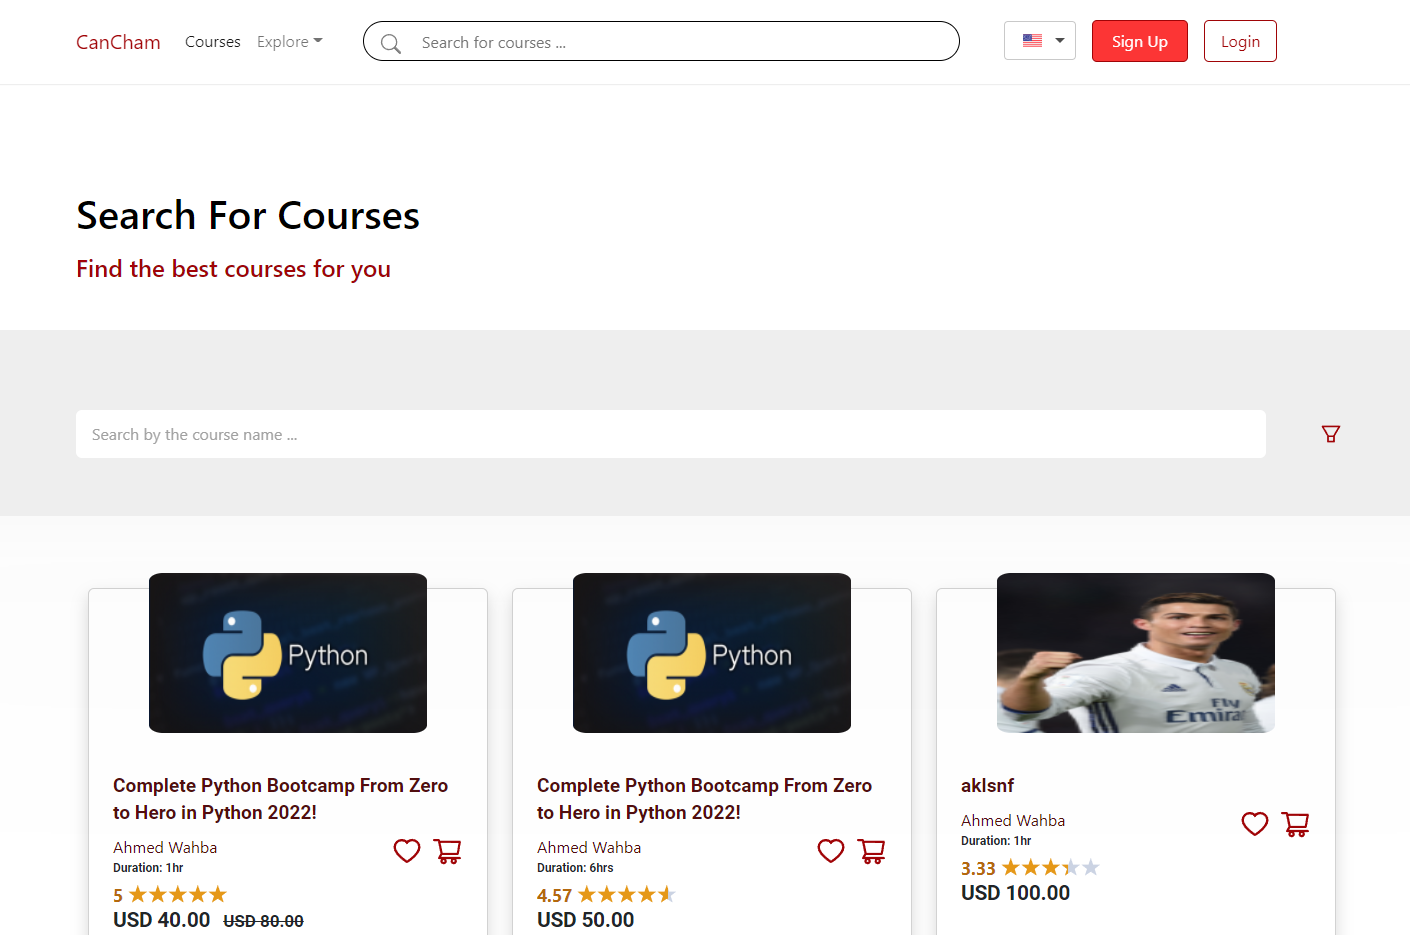 CanCham Courses Explore Search for courses ... Sign Up Login
Search For Courses
Find the best courses for you
Search by the course name ...
Python
Python
Fly
Emira
Complete Python Bootcamp From Zero
to Hero in Python 2022!
Ahmed Wahba
Duration: 1hr
5
USD 40.00 USD 80.00
Complete Python Bootcamp From Zero
to Hero in Python 2022!
Ahmed Wahba
Duration: 6hrs
4.57
USD 50.00
aklsnf
Ahmed Wahba
Duration: 1hr
3.33
USD 100.00